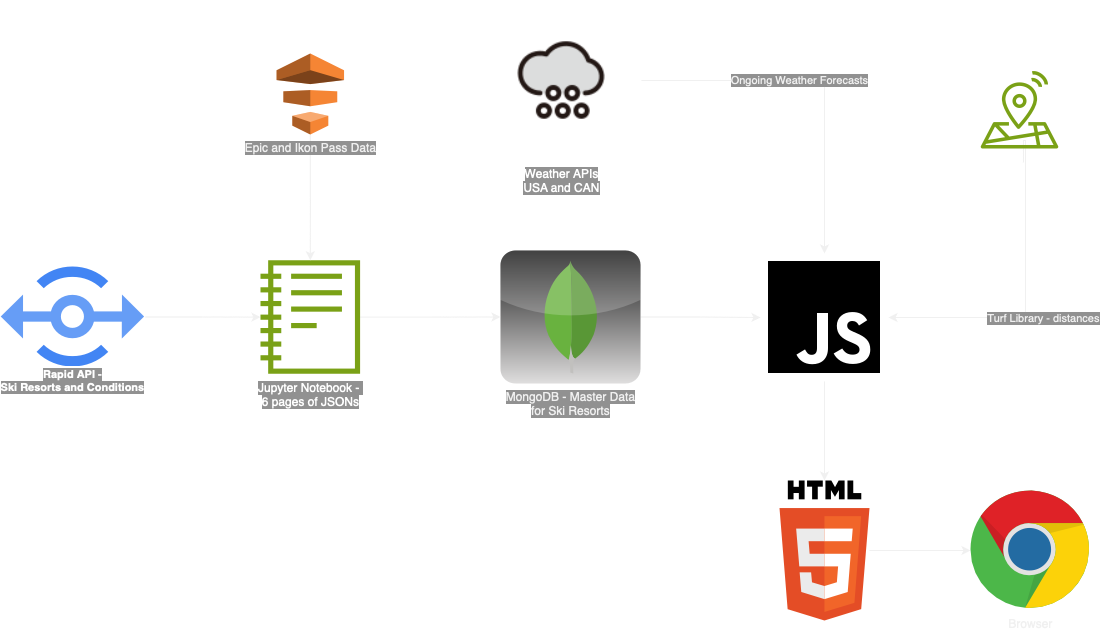 Ongoing Weather Forecasts
Epic and Ikon Pass Data
Weather APIs
USA and CAN
Turf Library - distances
JS
Rapid API -
Ski Resorts and Conditions
Jupyter Notebook -
6 pages of JSONs
MongoDB - Master Data
for Ski Resorts
HTML
5
Browser